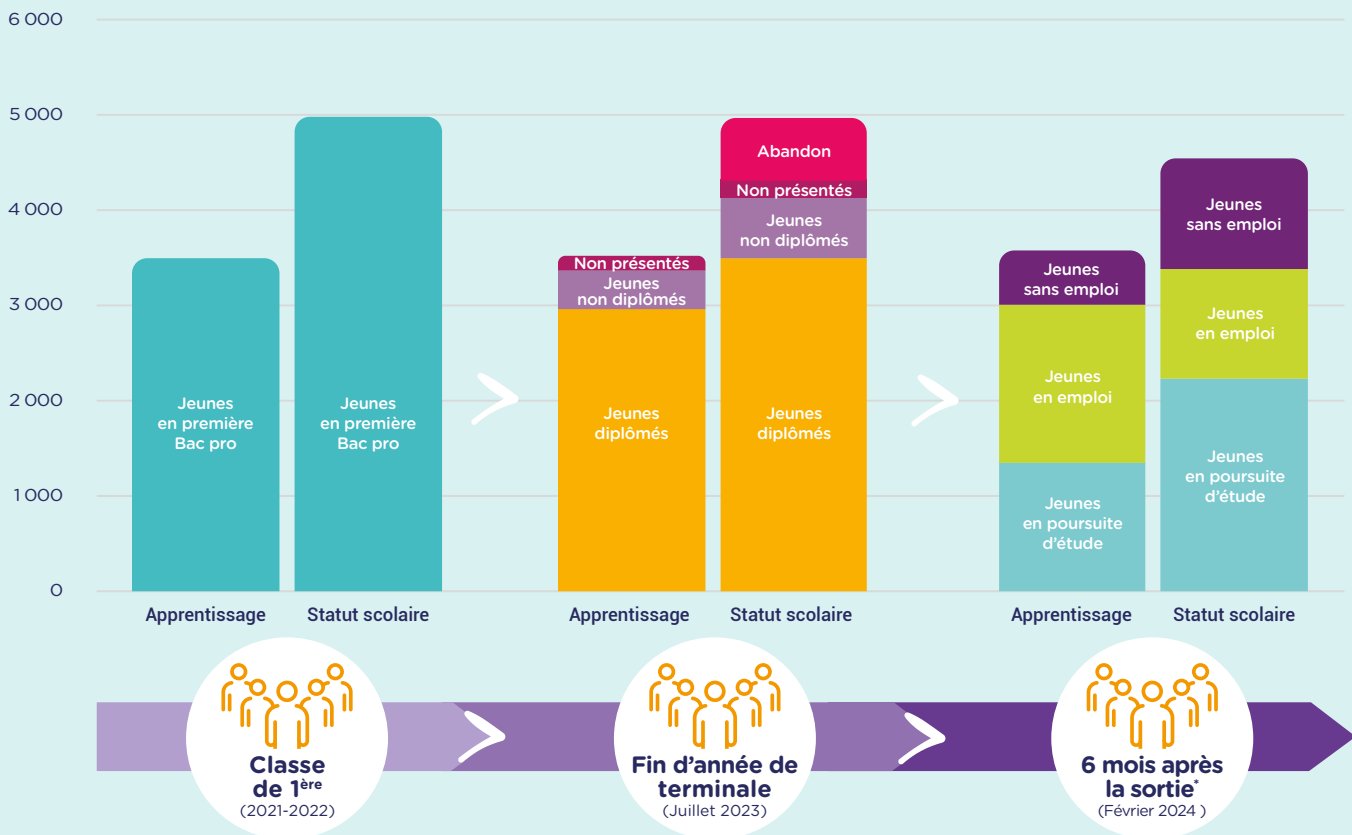 6 000
5 000
4 000
3 000
2 000
1 000
0
Jeunes
en première
Bac pro
Jeunes
en première
Bac pro
Non présentés
Jeunes
non diplômés
Jeunes
diplômés
Abandon
Non présentés
Jeunes
non diplômés
Jeunes
diplômés
Jeunes
sans emploi
Jeunes
en emploi
Jeunes
en poursuite
d'étude
Jeunes
sans emploi
Jeunes
en emploi
Jeunes
en poursuite
d'étude
Apprentissage
Statut scolaire
Apprentissage
Statut scolaire
Apprentissage
Statut scolaire
Classe
de 1ère
(2021-2022)
Fin d'année de
terminale
(Juillet 2023)
6 mois après
la sortie*
(Février 2024 )